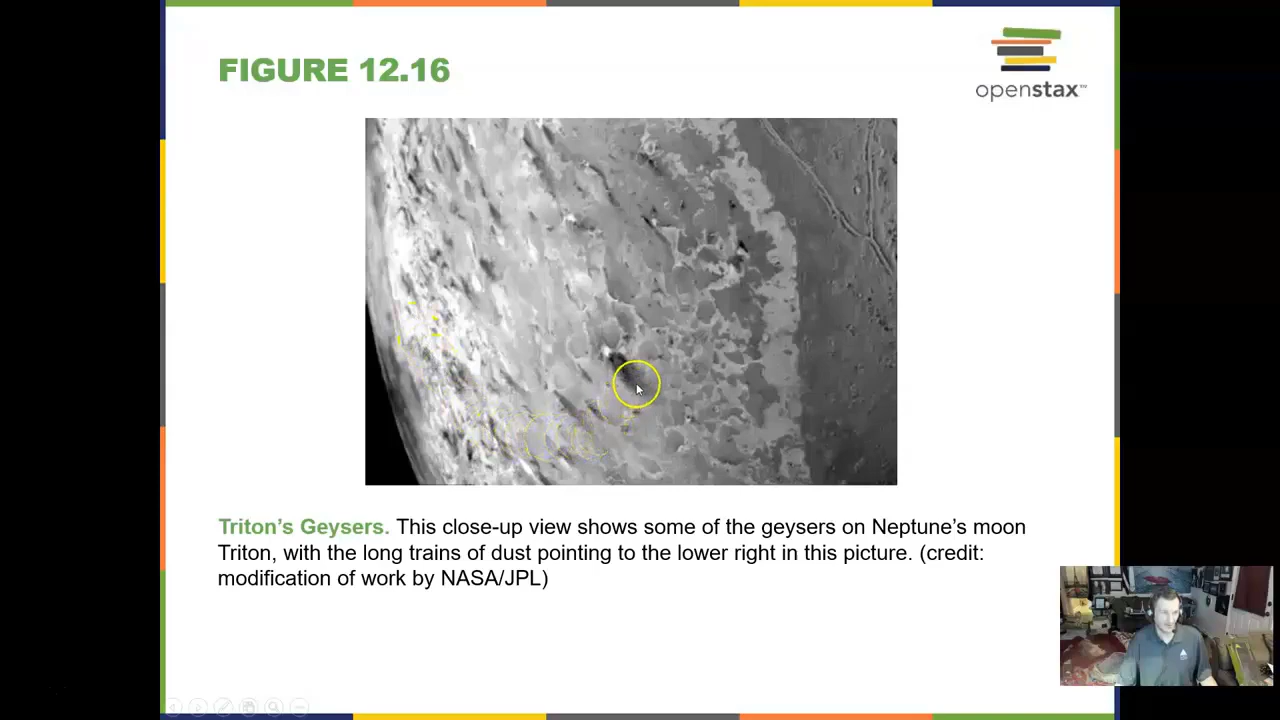 FIGURE 12.16
openstax™
Triton’s Geysers. This close-up view shows some of the geysers on Neptune’s moon
Triton, with the long trains of dust pointing to the lower right in this picture. (credit:
modification of work by NASA/JPL)